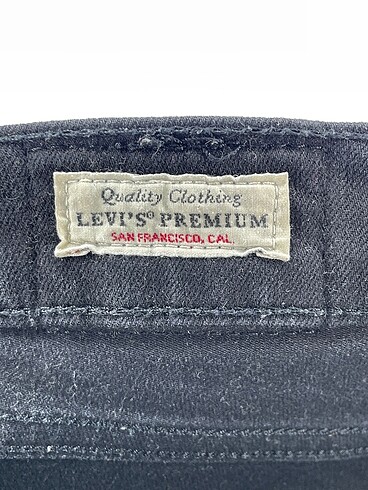 Quality Clothing
LEVI'S® PREMIUM
SAN FRANCISCO, CAL.